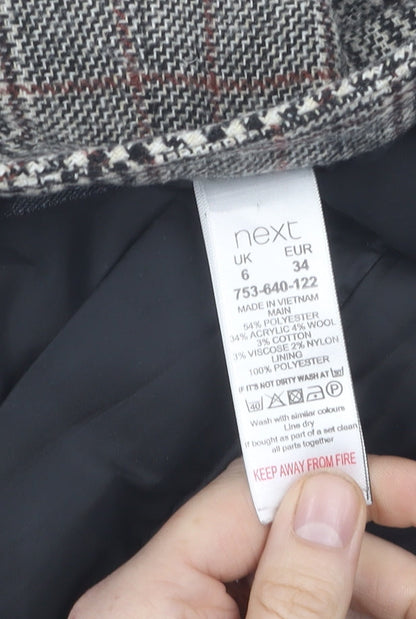 next
UK EUR
6 34
753-640-122
MADE IN VIETNAM
MAIN
54% POLYESTER
34% ACRYLIC 4% WOOL
3% COTTON
3% VISCOSE 2% NYLON
LINING
100% POLYESTER
IF IT'S NOT DIRTY WASH AT 30
40 P
Wash with similar colours
Line dry
If bought as part of a set clean
all parts together
KEEP AWAY FROM FIRE